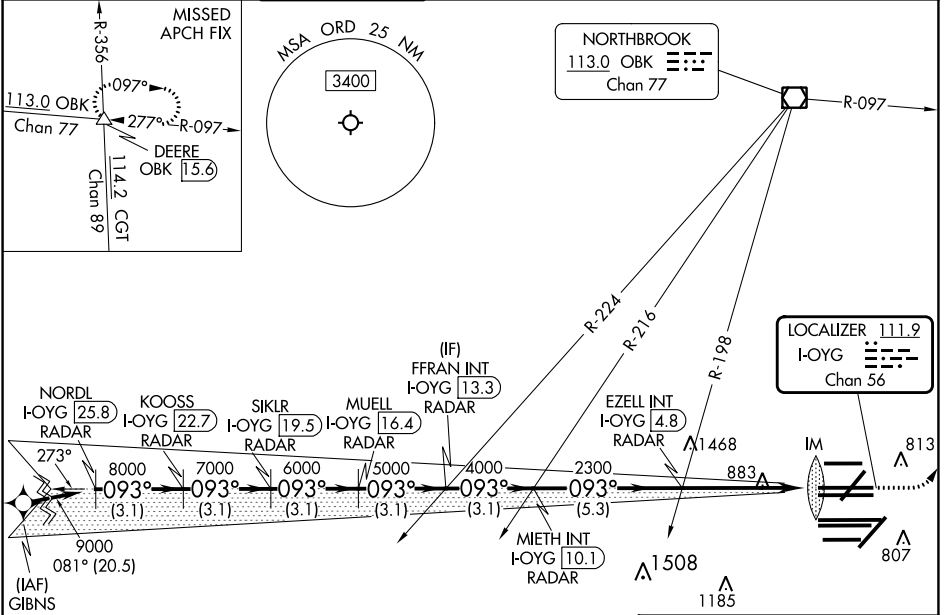 MISSED
APCH FIX
R-356
097°
113.0 OBK
Chan 77
277°
R-097
DEERE
OBK 15.6
114.2 CGT
Chan 89
MSA ORD 25 NM
3400
NORTHBROOK
113.0 OBK
Chan 77
R-097
R-224
R-216
R-198
LOCALIZER 111.9
I-OYG
Chan 56
NORDL
I-OYG 25.8
RADAR
KOOSS
I-OYG 22.7
RADAR
SIKLR
I-OYG 19.5
RADAR
MUELL
I-OYG 16.4
RADAR
(IF)
FFRAN INT
I-OYG 13.3
RADAR
EZELL INT
I-OYG 4.8
RADAR
1468
883
IM
813
273°
8000
7000
6000
5000
4000
2300
093°
093°
093°
093°
093°
093°
(3.1)
(3.1)
(3.1)
(3.1)
(3.1)
(5.3)
9000
081° (20.5)
(IAF)
GIBNS
MIETH INT
I-OYG 10.1
RADAR
1508
1185
807